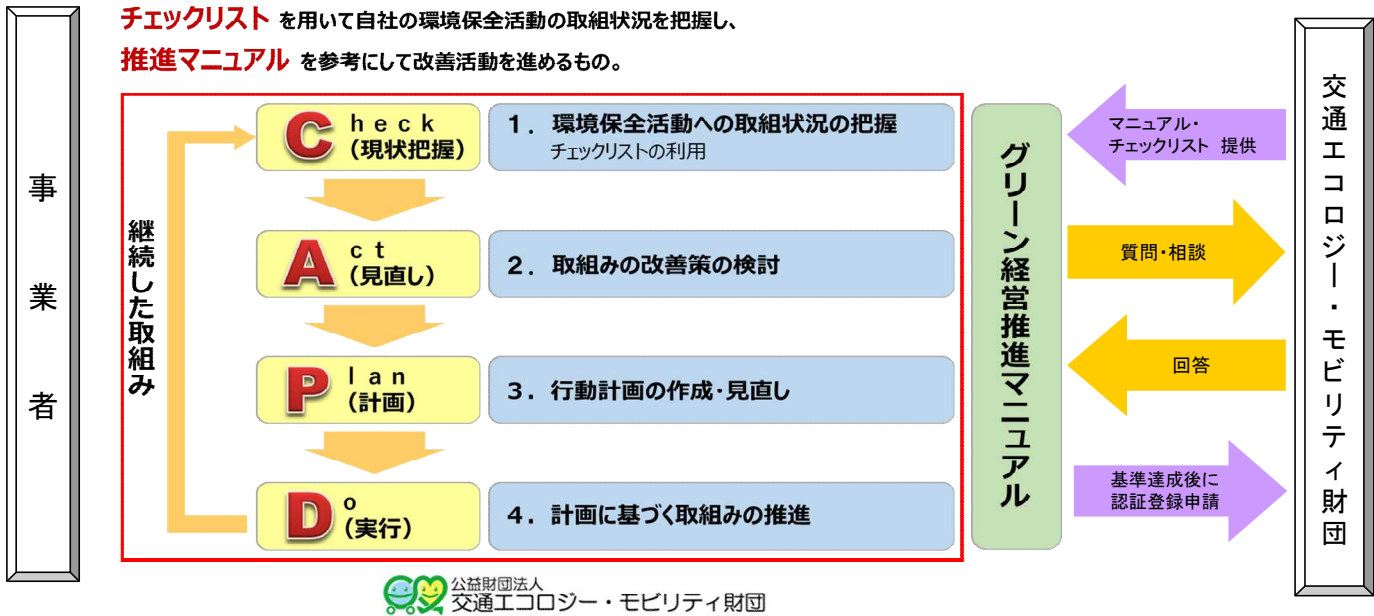 チェックリスト を用いて自社の環境保全活動の取組状況を把握し、
推進マニュアル を参考にして改善活動を進めるもの。
事業者
継続した取組み
Check
(現状把握)
1．環境保全活動への取組状況の把握
チェックリストの利用
Act
(見直し)
2．取組みの改善策の検討
Plan
(計画)
3．行動計画の作成・見直し
Do
(実行)
4．計画に基づく取組みの推進
グリーン経営推進マニュアル
マニュアル・
チェックリスト 提供
質問・相談
回答
基準達成後に
認証登録申請
交通エコロジー・モビリティ財団
公益財団法人
交通エコロジー・モビリティ財団